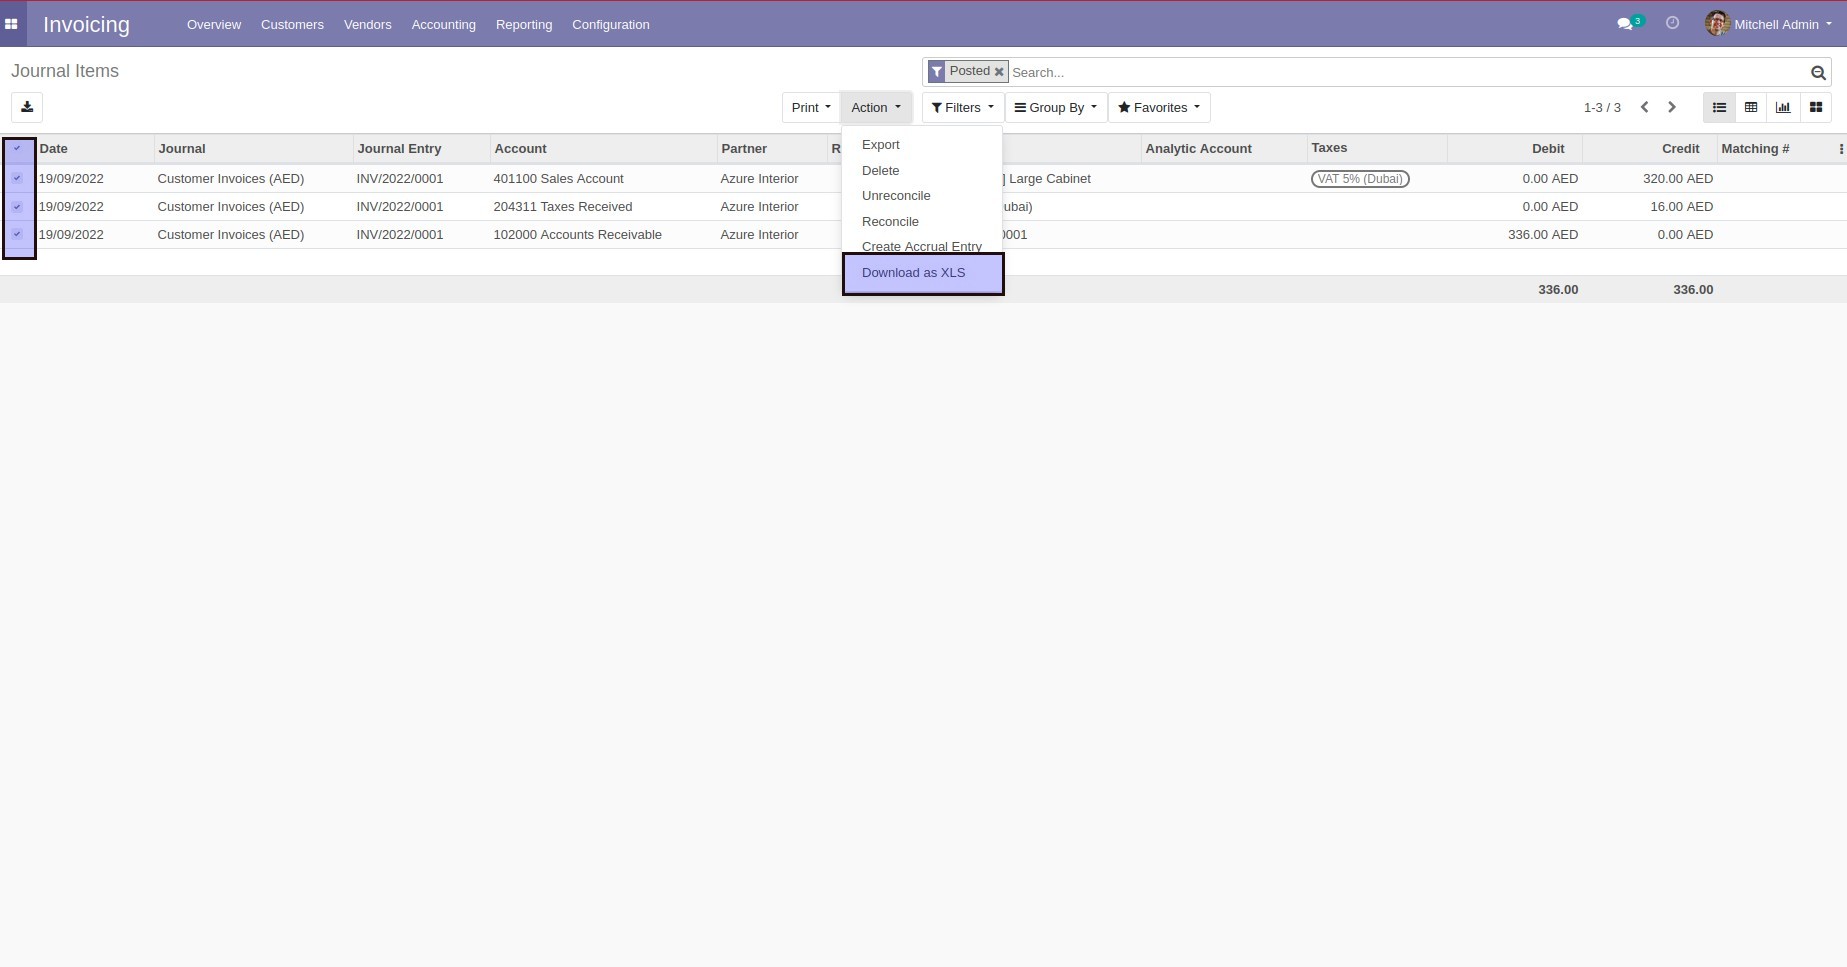 Invoicing Overview Customers Vendors Accounting Reporting Configuration 3 Mitchell Admin
Journal Items Posted Search...
Print Action Filters Group By Favorites 1-3 / 3
Date Journal Journal Entry Account Partner R Analytic Account Taxes Debit Credit Matching #
19/09/2022 Customer Invoices (AED) INV/2022/0001 401100 Sales Account Azure Interior ] Large Cabinet VAT 5% (Dubai) 0.00 AED 320.00 AED
19/09/2022 Customer Invoices (AED) INV/2022/0001 204311 Taxes Received Azure Interior ubai) 0.00 AED 16.00 AED
19/09/2022 Customer Invoices (AED) INV/2022/0001 102000 Accounts Receivable Azure Interior 0001 336.00 AED 0.00 AED
Export
Delete
Unreconcile
Reconcile
Create Accrual Entry
Download as XLS
336.00 336.00